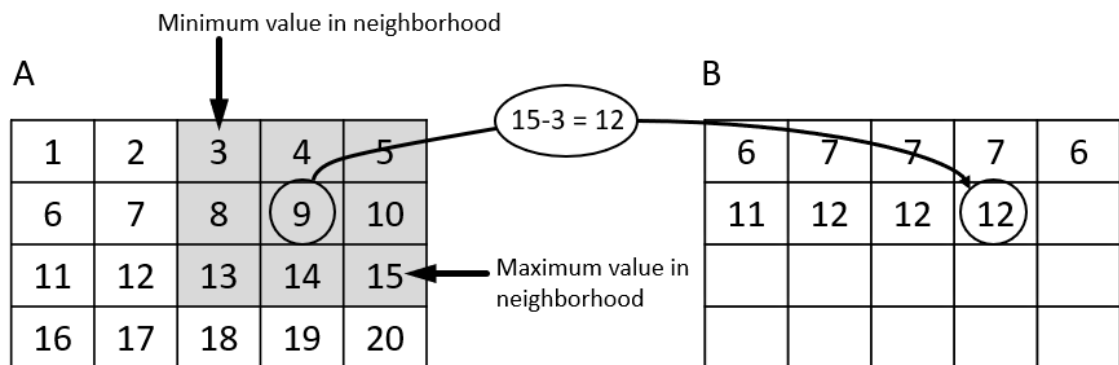 Minimum value in neighborhood
A
B
15-3 = 12
1 2 3 4 5
6 7 8 9 10
11 12 13 14 15
16 17 18 19 20
6 7 7 7 6
11 12 12 12
Maximum value in
neighborhood